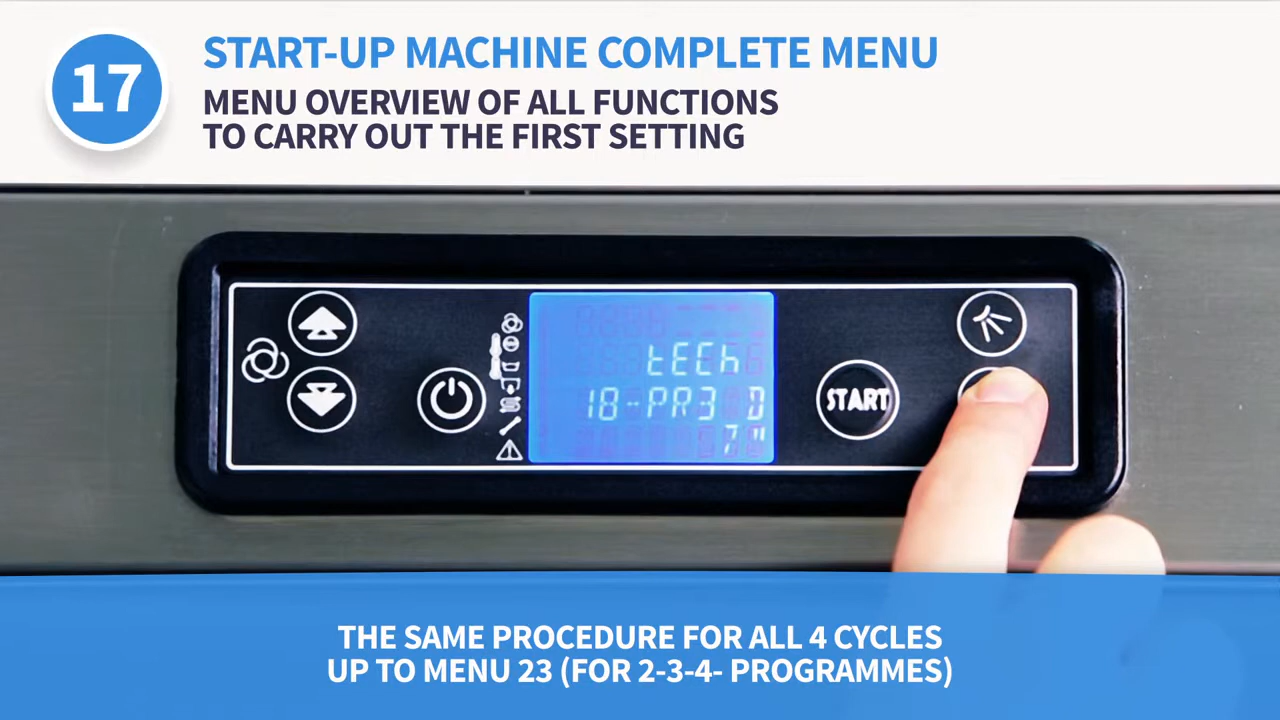 17
START-UP MACHINE COMPLETE MENU
MENU OVERVIEW OF ALL FUNCTIONS
TO CARRY OUT THE FIRST SETTING
tECh
18-PR3 D
7"
START
THE SAME PROCEDURE FOR ALL 4 CYCLES
UP TO MENU 23 (FOR 2-3-4- PROGRAMMES)